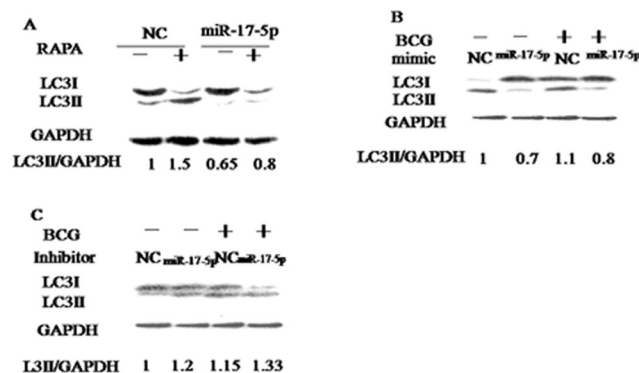 A
NC miR-17-5p
RAPA − + − +
LC3I
LC3II
GAPDH
LC3II/GAPDH 1 1.5 0.65 0.8
B
BCG − − + +
mimic NC miR-17-5p NC miR-17-5p
LC3I
LC3II
GAPDH
LC3II/GAPDH 1 0.7 1.1 0.8
C
BCG − − + +
Inhibitor NC miR-17-5p NC miR-17-5p
LC3I
LC3II
GAPDH
L3II/GAPDH 1 1.2 1.15 1.33